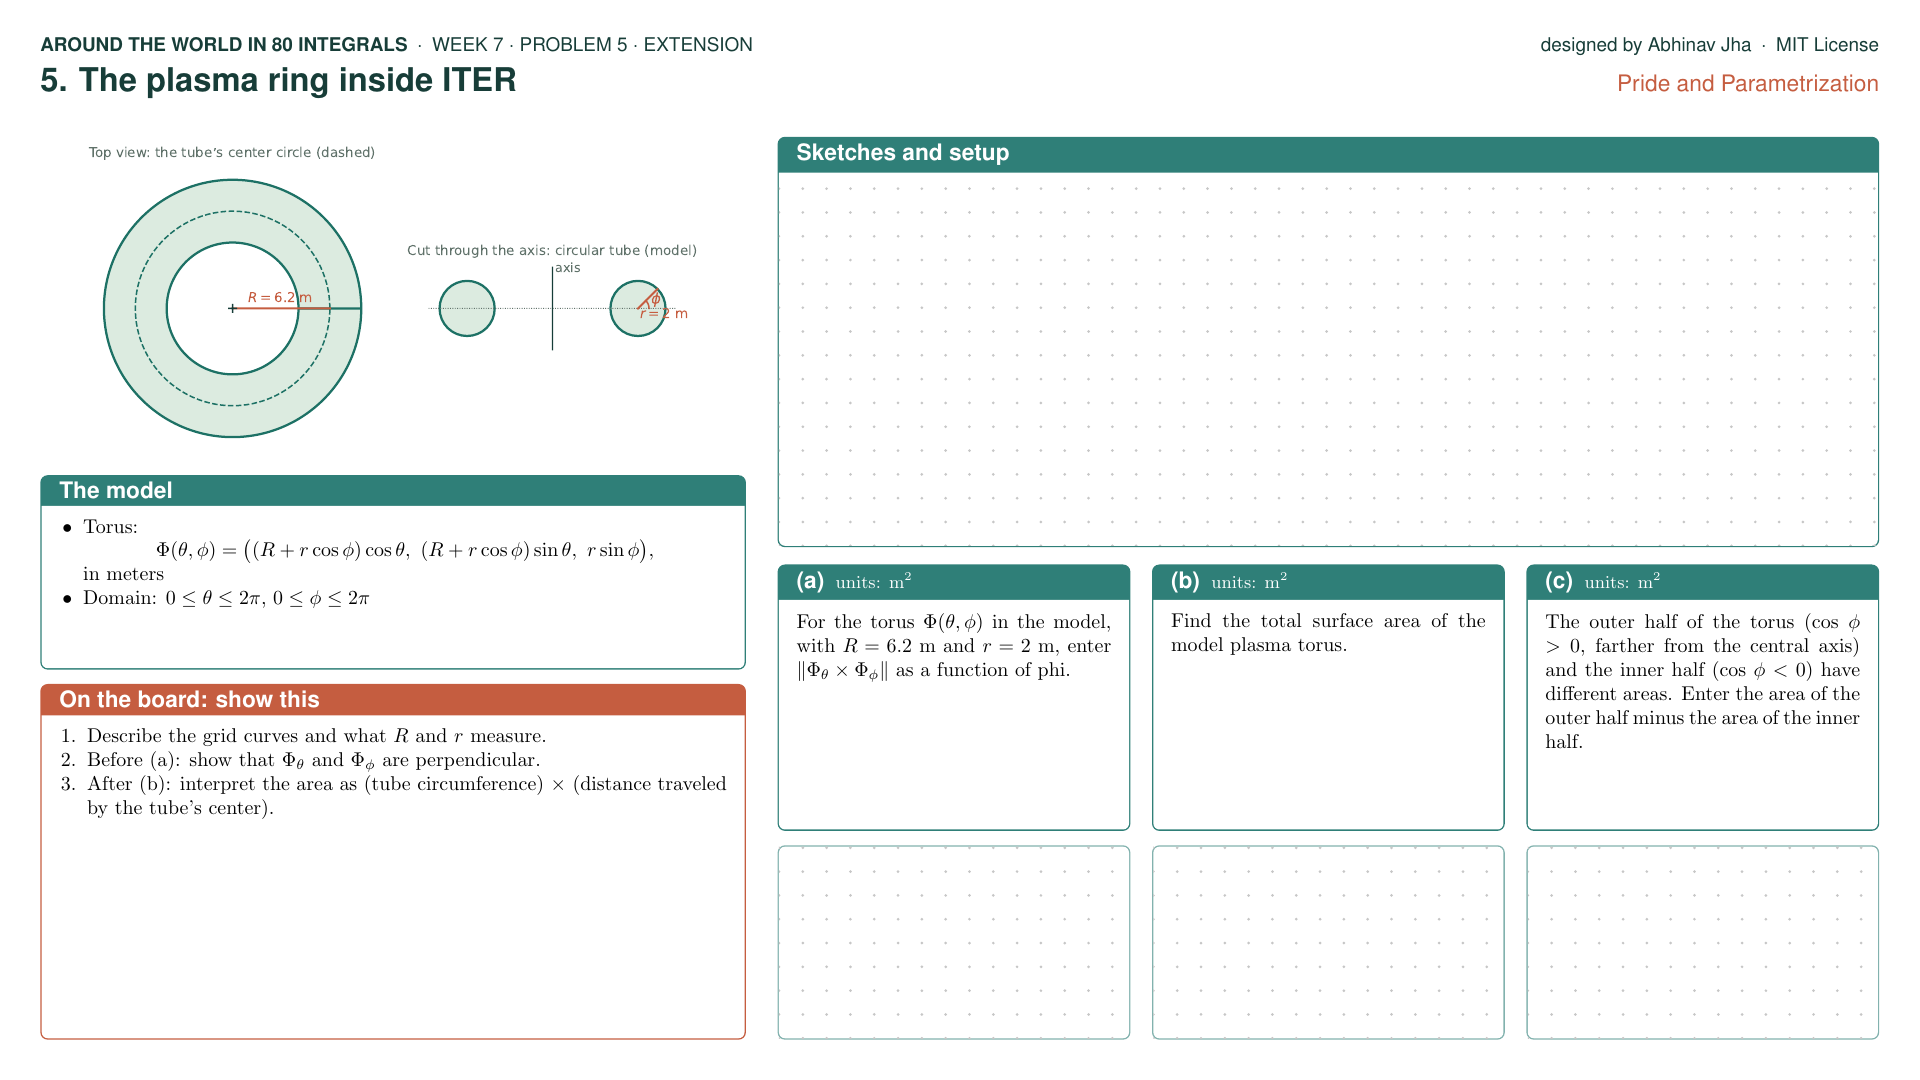 AROUND THE WORLD IN 80 INTEGRALS · WEEK 7 · PROBLEM 5 · EXTENSION
designed by Abhinav Jha · MIT License
5. The plasma ring inside ITER
Pride and Parametrization
Top view: the tube's center circle (dashed)
R = 6.2 m
Cut through the axis: circular tube (model)
axis
ϕ
r = 2 m
The model
• Torus:
Φ(θ, ϕ) = ((R + r cos ϕ) cos θ, (R + r cos ϕ) sin θ, r sin ϕ),
in meters
• Domain: 0 ≤ θ ≤ 2π, 0 ≤ ϕ ≤ 2π
On the board: show this
1. Describe the grid curves and what R and r measure.
2. Before (a): show that Φ_θ and Φ_ϕ are perpendicular.
3. After (b): interpret the area as (tube circumference) × (distance traveled
by the tube's center).
Sketches and setup
(a) units: m²
For the torus Φ(θ, ϕ) in the model,
with R = 6.2 m and r = 2 m, enter
‖Φ_θ × Φ_ϕ‖ as a function of phi.
(b) units: m²
Find the total surface area of the
model plasma torus.
(c) units: m²
The outer half of the torus (cos ϕ
> 0, farther from the central axis)
and the inner half (cos ϕ < 0) have
different areas. Enter the area of the
outer half minus the area of the inner
half.